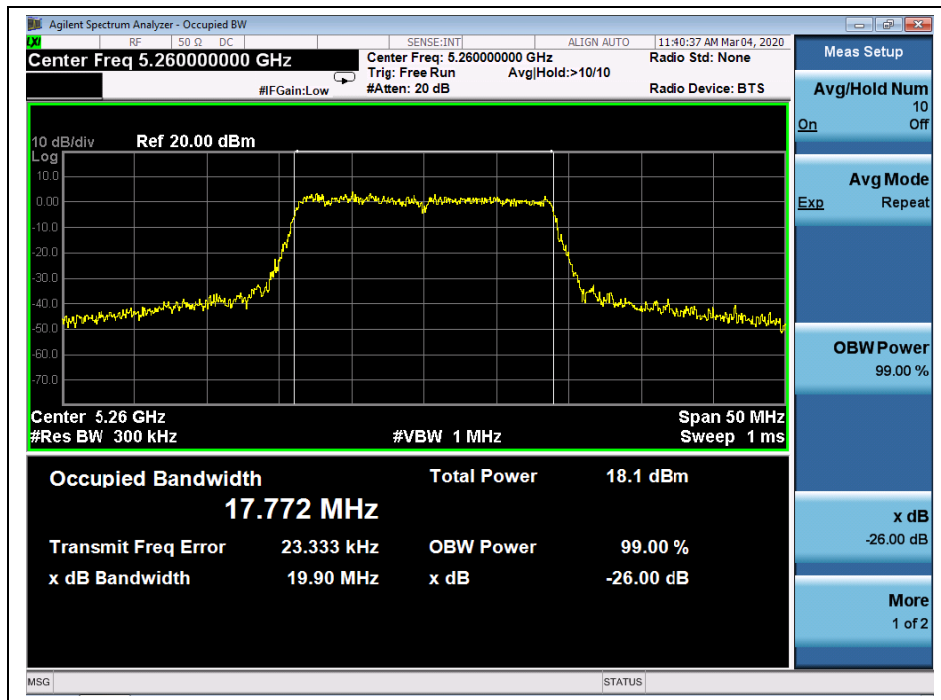 Agilent Spectrum Analyzer - Occupied BW
LXI RF 50 Ω DC SENSE:INT ALIGN AUTO 11:40:37 AM Mar 04, 2020
Center Freq 5.260000000 GHz
Center Freq: 5.260000000 GHz Radio Std: None
Trig: Free Run Avg|Hold:>10/10
#IFGain:Low #Atten: 20 dB Radio Device: BTS
10 dB/div Ref 20.00 dBm
Log
10.0
0.00
-10.0
-20.0
-30.0
-40.0
-50.0
-60.0
-70.0
Center 5.26 GHz Span 50 MHz
#Res BW 300 kHz #VBW 1 MHz Sweep 1 ms
Occupied Bandwidth Total Power 18.1 dBm
17.772 MHz
Transmit Freq Error 23.333 kHz OBW Power 99.00 %
x dB Bandwidth 19.90 MHz x dB -26.00 dB
MSG STATUS
Meas Setup
Avg/Hold Num
10
On Off
Avg Mode
Exp Repeat
OBW Power
99.00 %
x dB
-26.00 dB
More
1 of 2